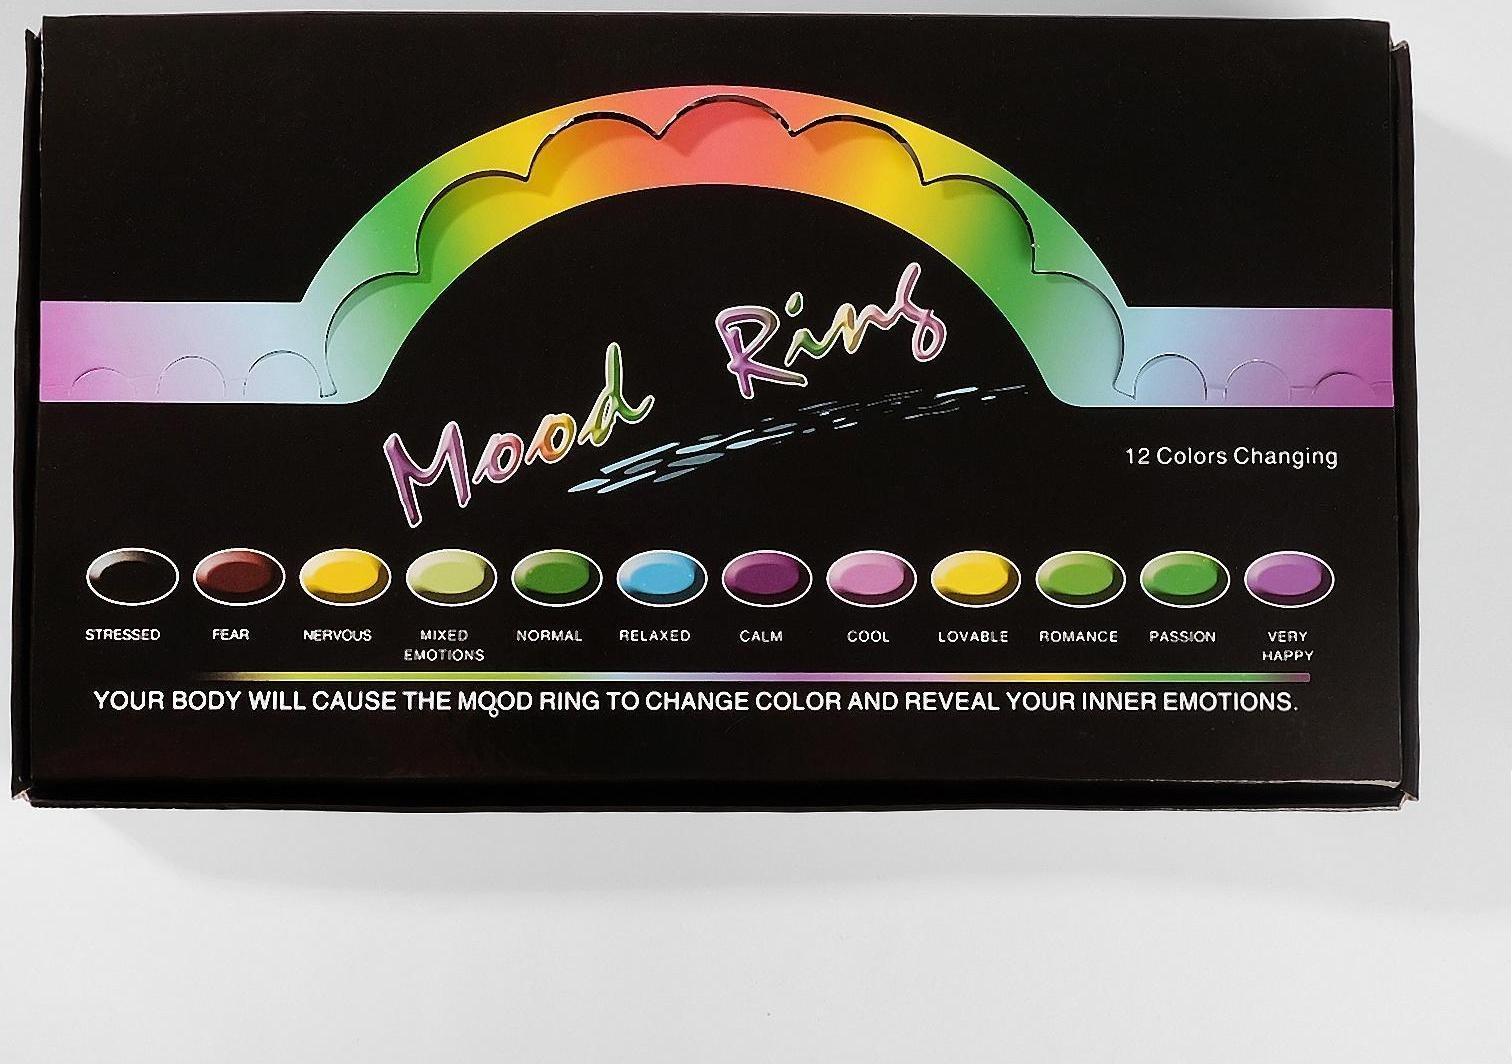 Mood Ring
12 Colors Changing
STRESSED FEAR NERVOUS MIXED EMOTIONS NORMAL RELAXED CALM COOL LOVABLE ROMANCE PASSION VERY HAPPY
YOUR BODY WILL CAUSE THE MOOD RING TO CHANGE COLOR AND REVEAL YOUR INNER EMOTIONS.